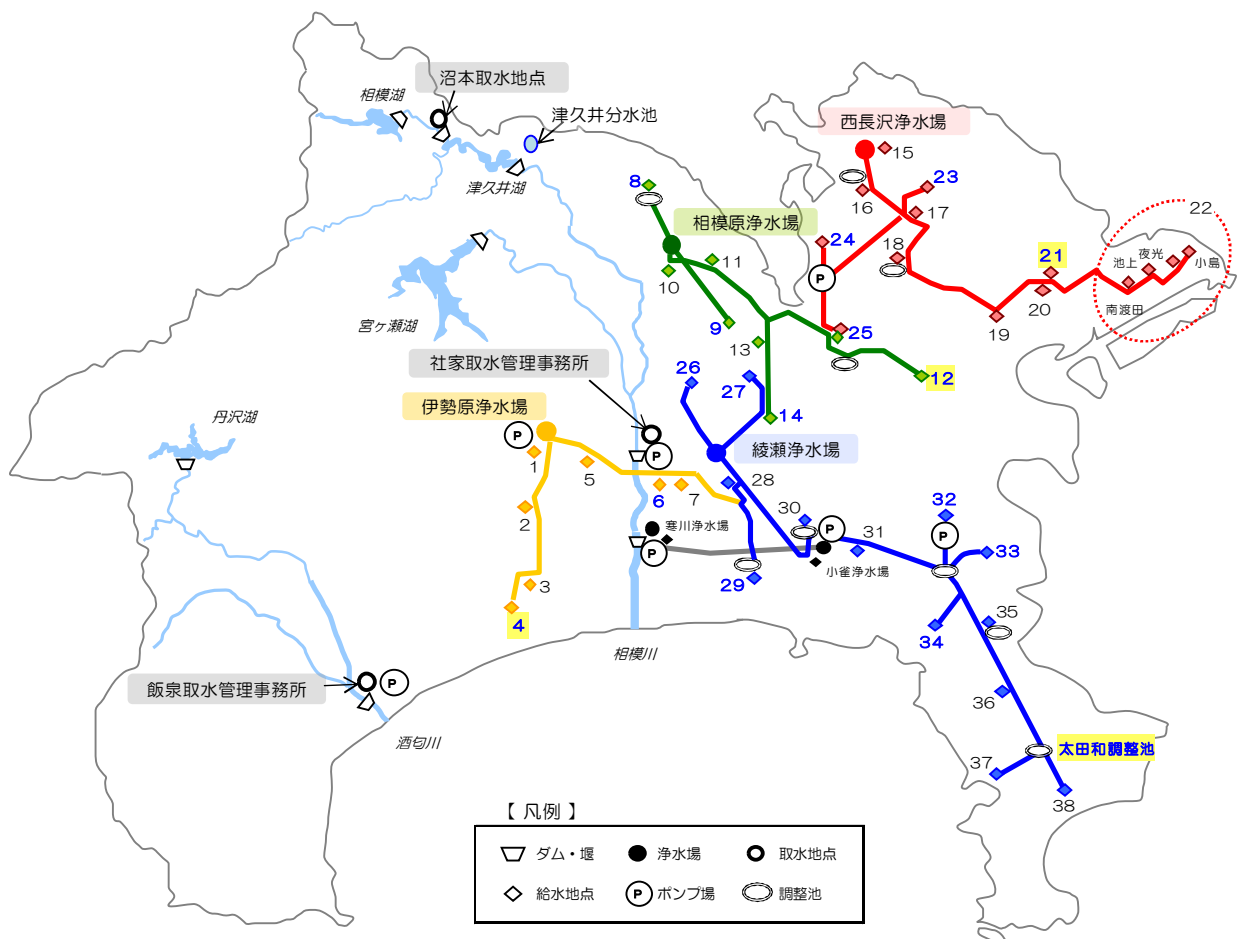 沼本取水地点
相模湖
津久井分水池
津久井湖
西長沢浄水場
15
8
23
16
17
22
相模原浄水場
24
18
21
池上
夜光
小島
11
10
P
20
南渡田
19
宮ヶ瀬湖
9
13
25
12
社家取水管理事務所
26
27
丹沢湖
伊勢原浄水場
14
P
P
綾瀬浄水場
1
5
6
7
28
2
30
32
寒川浄水場
P
31
P
P
33
小雀浄水場
3
29
4
34
35
相模川
飯泉取水管理事務所
P
36
酒匂川
太田和調整池
37
38
【 凡例 】
ダム・堰
浄水場
取水地点
給水地点
P
ポンプ場
調整池